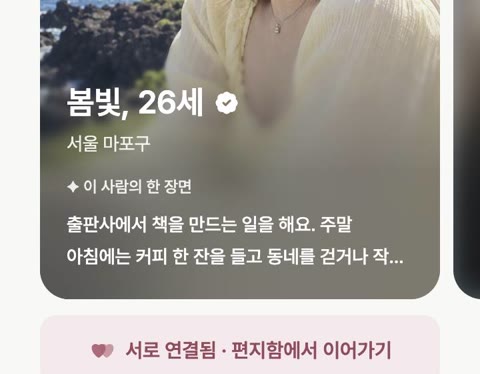 봄빛, 26세
서울 마포구
이 사람의 한 장면
출판사에서 책을 만드는 일을 해요. 주말
아침에는 커피 한 잔을 들고 동네를 걷거나 작...
서로 연결됨 · 편지함에서 이어가기